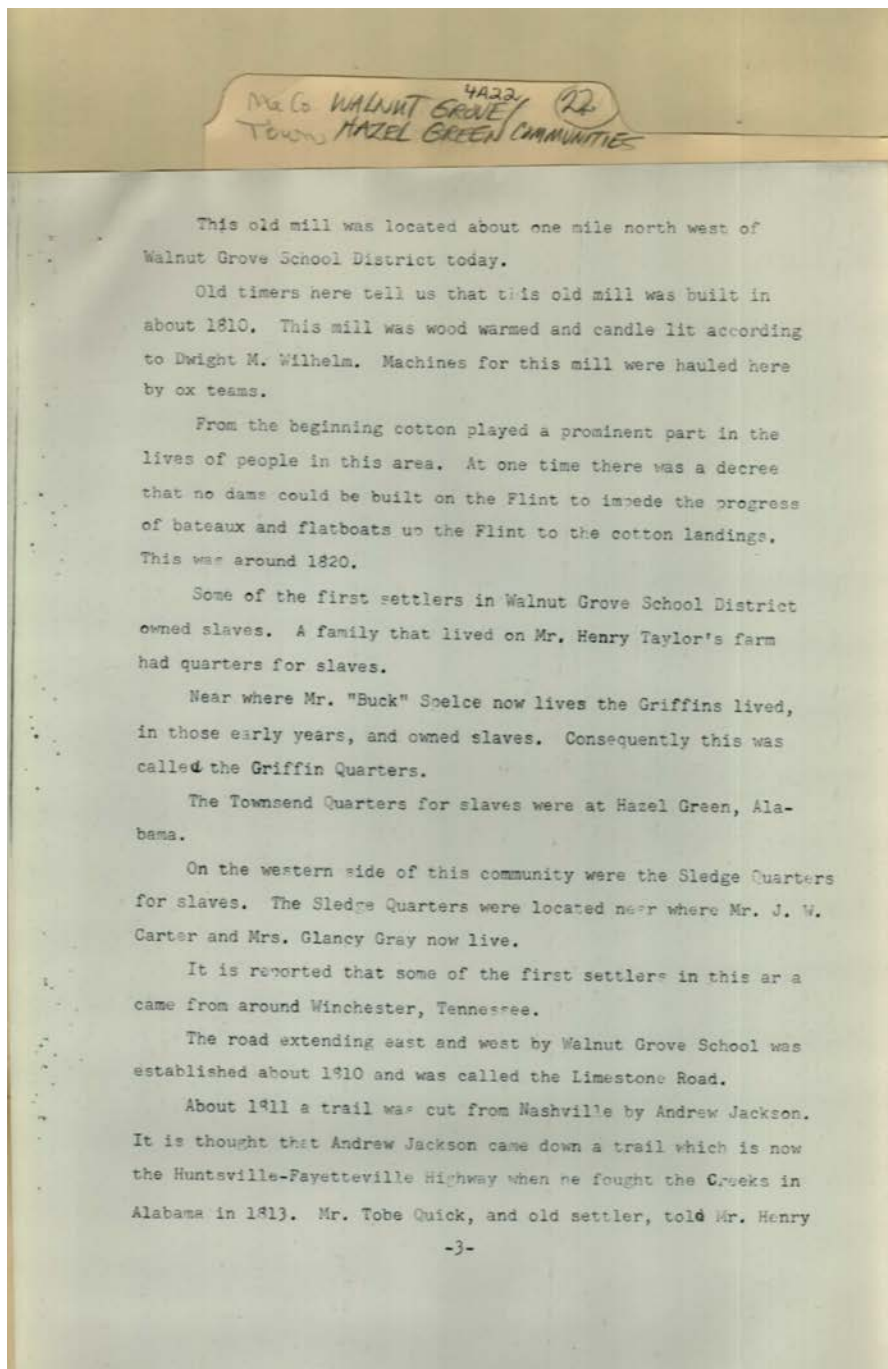 Ma Co WALNUT GROVE/ 4A22 22
Town HAZEL GREEN COMMUNITIES
This old mill was located about one mile north west of
Walnut Grove School District today.
Old timers here tell us that this old mill was built in
about 1810. This mill was wood warmed and candle lit according
to Dwight M. Wilhelm. Machines for this mill were hauled here
by ox teams.
From the beginning cotton played a prominent part in the
lives of people in this area. At one time there was a decree
that no dams could be built on the Flint to impede the progress
of bateaux and flatboats up the Flint to the cotton landings.
This was around 1820.
Some of the first settlers in Walnut Grove School District
owned slaves. A family that lived on Mr. Henry Taylor's farm
had quarters for slaves.
Near where Mr. "Buck" Spelce now lives the Griffins lived,
in those early years, and owned slaves. Consequently this was
called the Griffin Quarters.
The Townsend Quarters for slaves were at Hazel Green, Ala-
bama.
On the western side of this community were the Sledge Quarters
for slaves. The Sledge Quarters were located near where Mr. J. W.
Carter and Mrs. Glancy Gray now live.
It is reported that some of the first settlers in this ar a
came from around Winchester, Tennessee.
The road extending east and west by Walnut Grove School was
established about 1810 and was called the Limestone Road.
About 1811 a trail was cut from Nashville by Andrew Jackson.
It is thought that Andrew Jackson came down a trail which is now
the Huntsville-Fayetteville Highway when he fought the Creeks in
Alabama in 1813. Mr. Tobe Quick, and old settler, told Mr. Henry
-3-